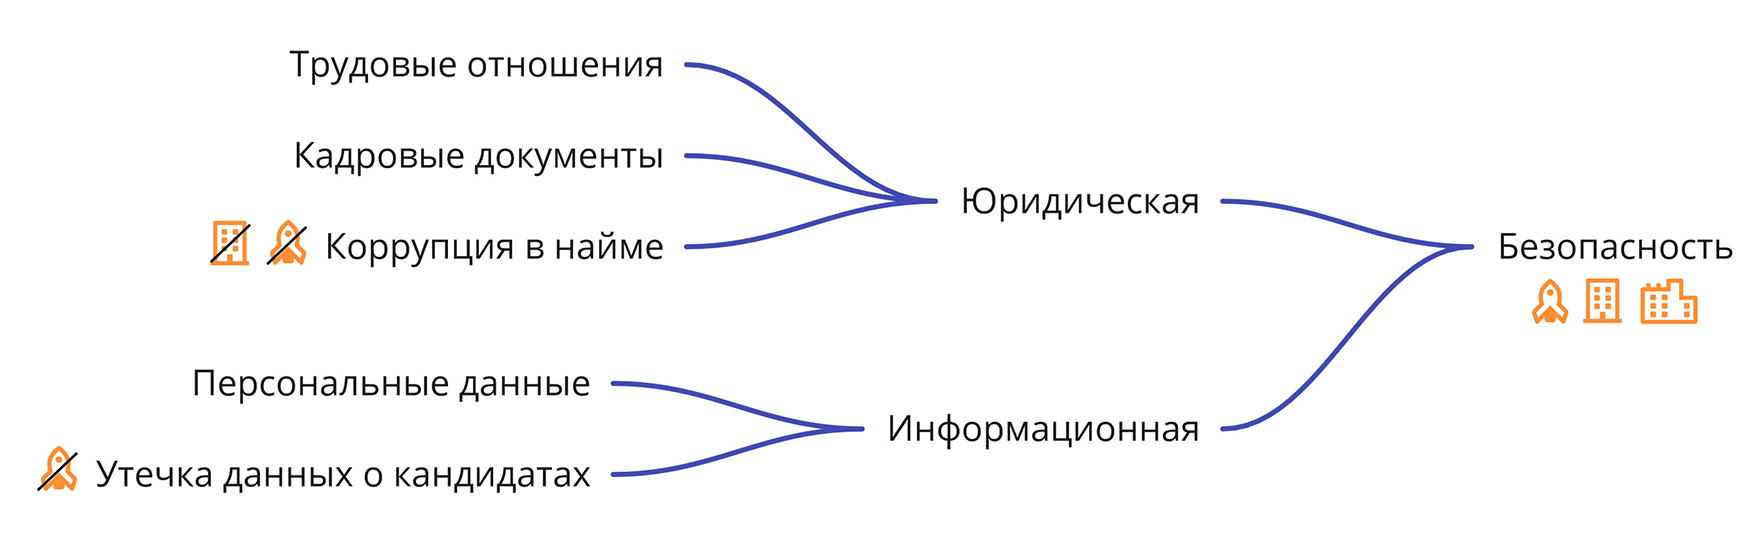 Трудовые отношения
Кадровые документы
Юридическая
Коррупция в найме
Безопасность
Персональные данные
Информационная
Утечка данных о кандидатах